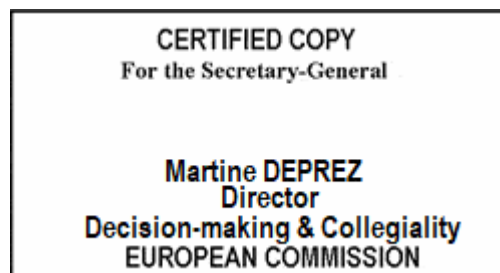 CERTIFIED COPY
For the Secretary-General
Martine DEPREZ
Director
Decision-making & Collegiality
EUROPEAN COMMISSION